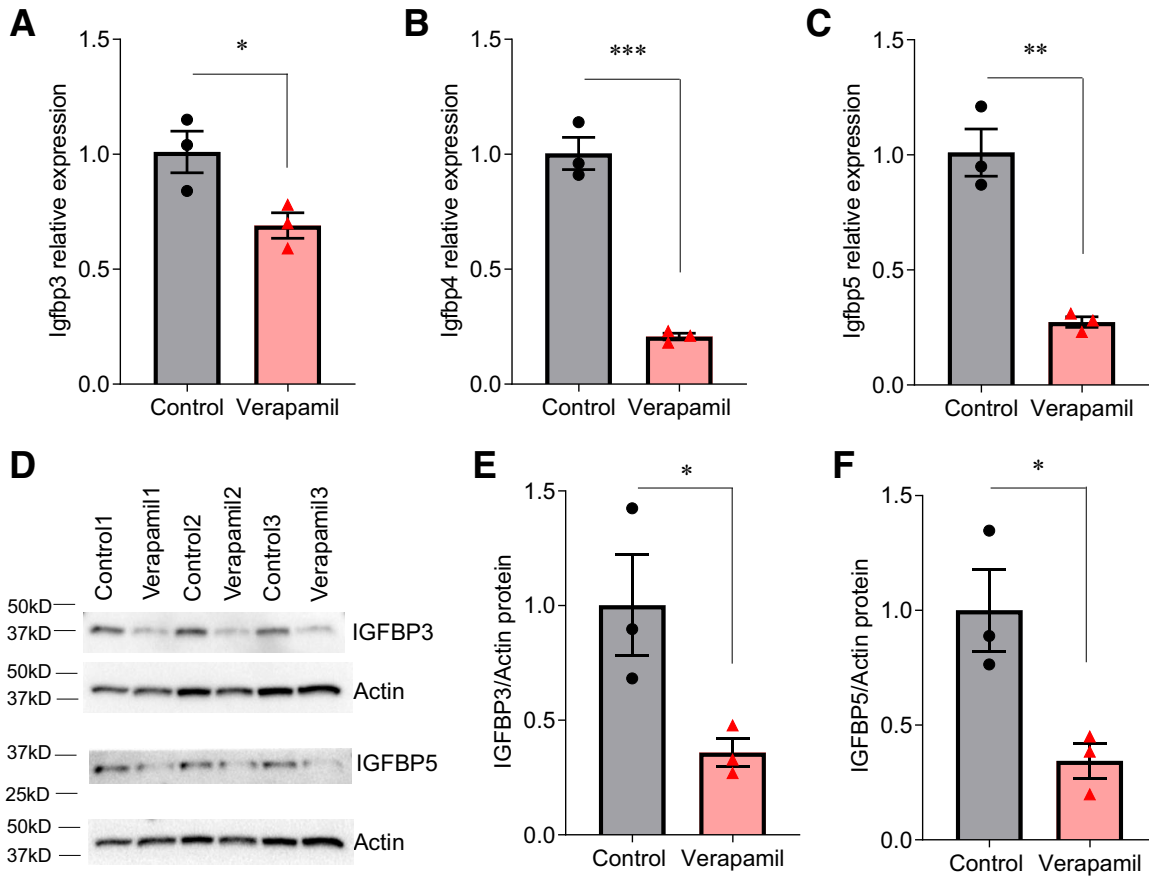 A
Igfbp3 relative expression
1.5
1.0
0.5
0.0
*
Control Verapamil
B
Igfbp4 relative expression
1.5
1.0
0.5
0.0
***
Control Verapamil
C
Igfbp5 relative expression
1.5
1.0
0.5
0.0
**
Control Verapamil
D
Control1
Verapamil1
Control2
Verapamil2
Control3
Verapamil3
50kD
37kD
IGFBP3
50kD
37kD
Actin
37kD
IGFBP5
25kD
50kD
Actin
37kD
E
IGFBP3/Actin protein
1.5
1.0
0.5
0.0
*
Control Verapamil
F
IGFBP5/Actin protein
1.5
1.0
0.5
0.0
*
Control Verapamil